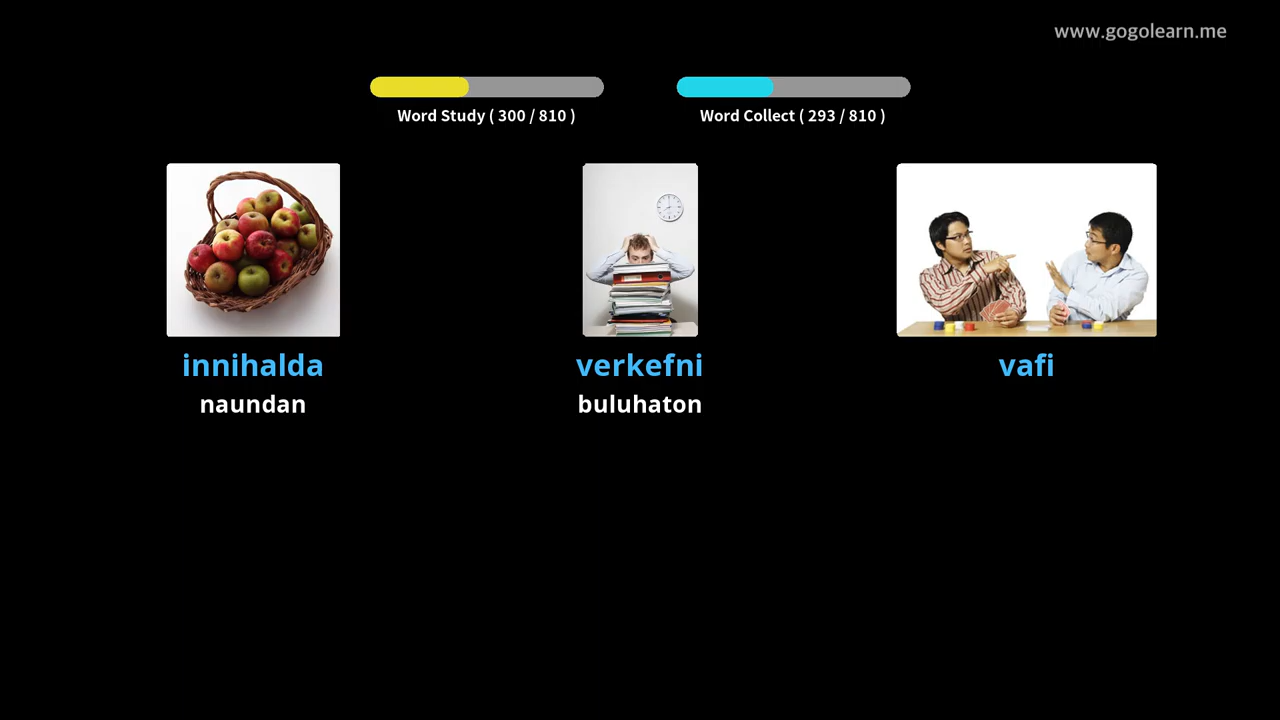 www.gogolearn.me
Word Study ( 300 / 810 )
Word Collect ( 293 / 810 )
innihalda
verkefni
vafi
naundan
buluhaton